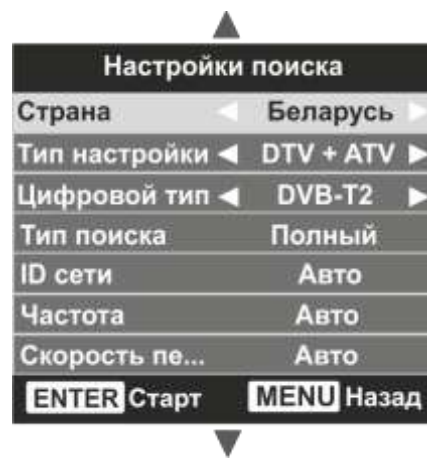 Настройки поиска
Страна Беларусь
Тип настройки DTV + ATV
Цифровой тип DVB-T2
Тип поиска Полный
ID сети Авто
Частота Авто
Скорость пе... Авто
ENTER Старт MENU Назад